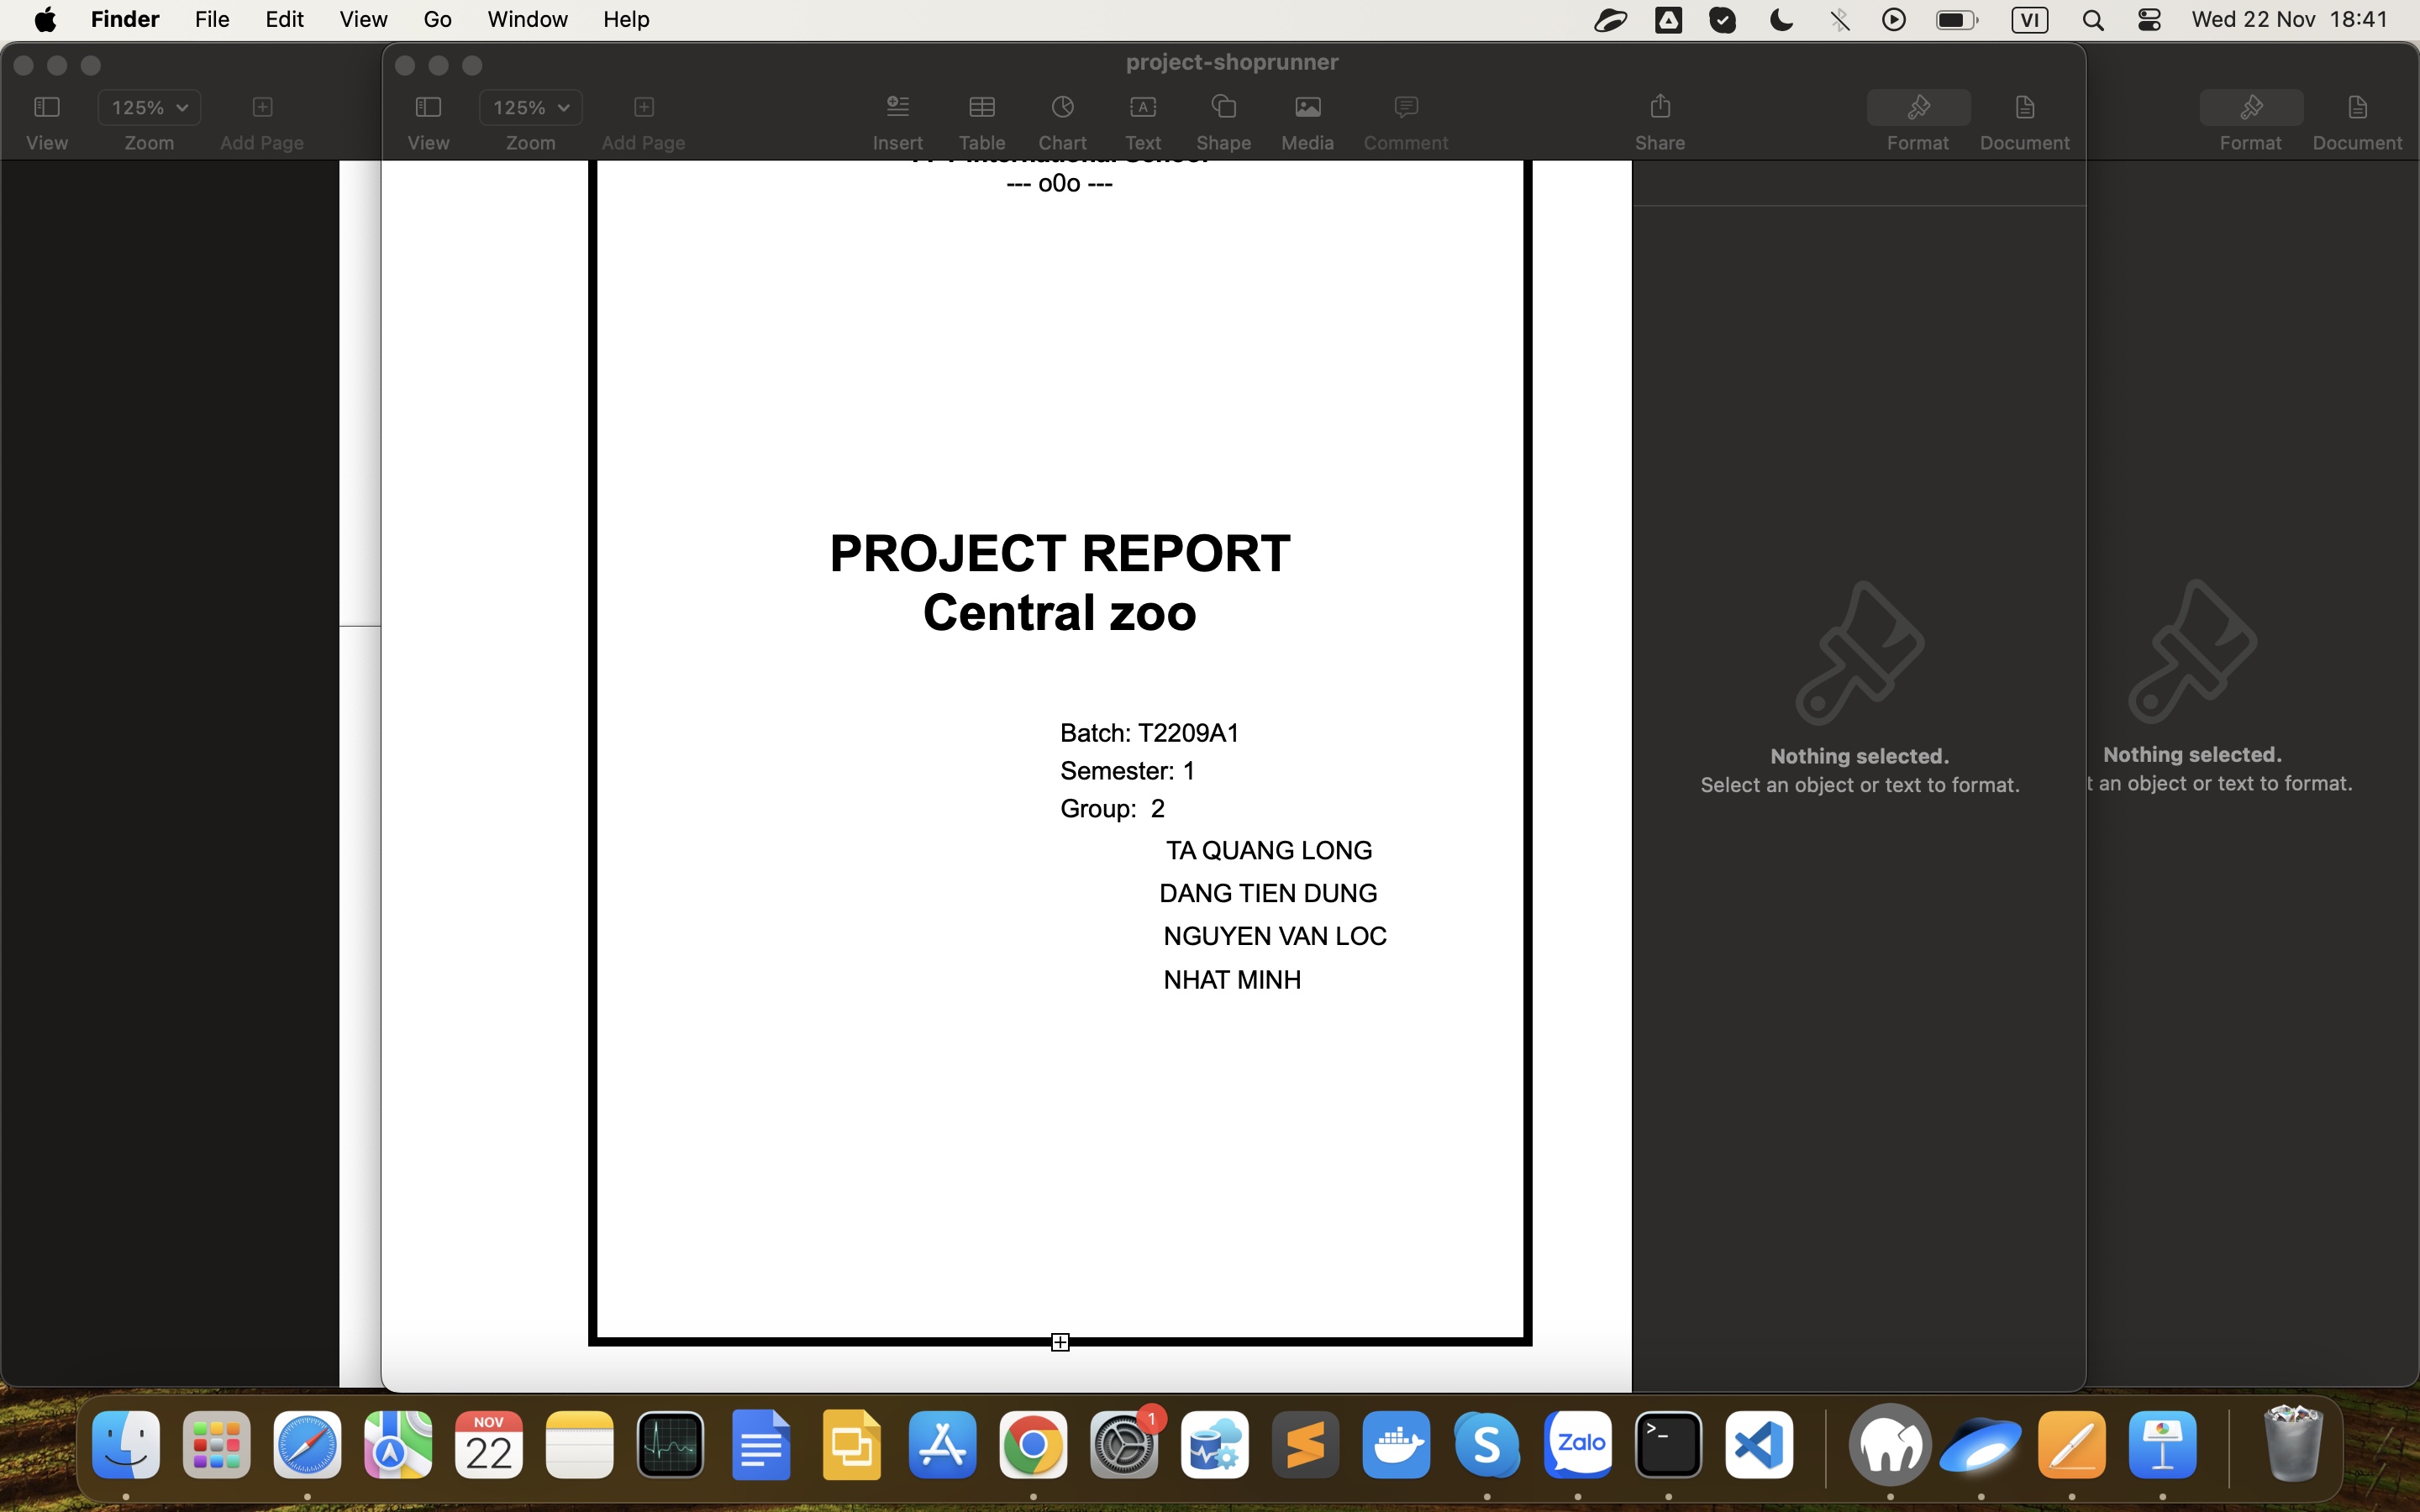 Finder File Edit View Go Window Help VI Wed 22 Nov 18:41
project-shoprunner
125% 125%
View Zoom Add Page View Zoom Add Page Insert Table Chart Text Shape Media Comment Share Format Document Format Document
International School
--- o0o ---
PROJECT REPORT
Central zoo
Batch: T2209A1
Semester: 1
Group: 2
TA QUANG LONG
DANG TIEN DUNG
NGUYEN VAN LOC
NHAT MINH
Nothing selected.
Select an object or text to format.
Nothing selected.
t an object or text to format.
NOV
22
1
S
Zalo
>_